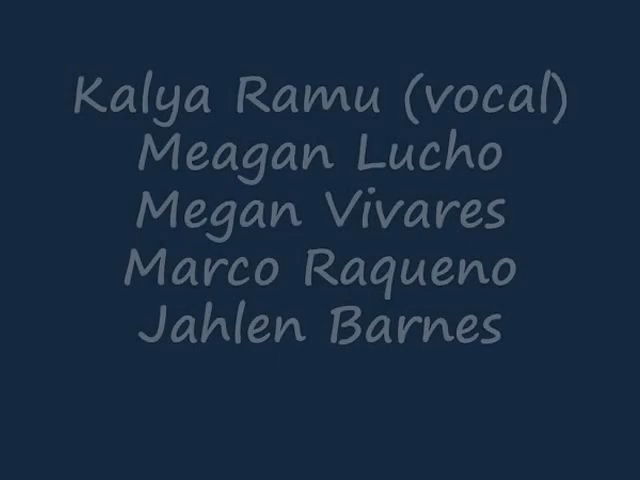 Kalya Ramu (vocal)
Meagan Lucho
Megan Vivares
Marco Raqueno
Jahlen Barnes